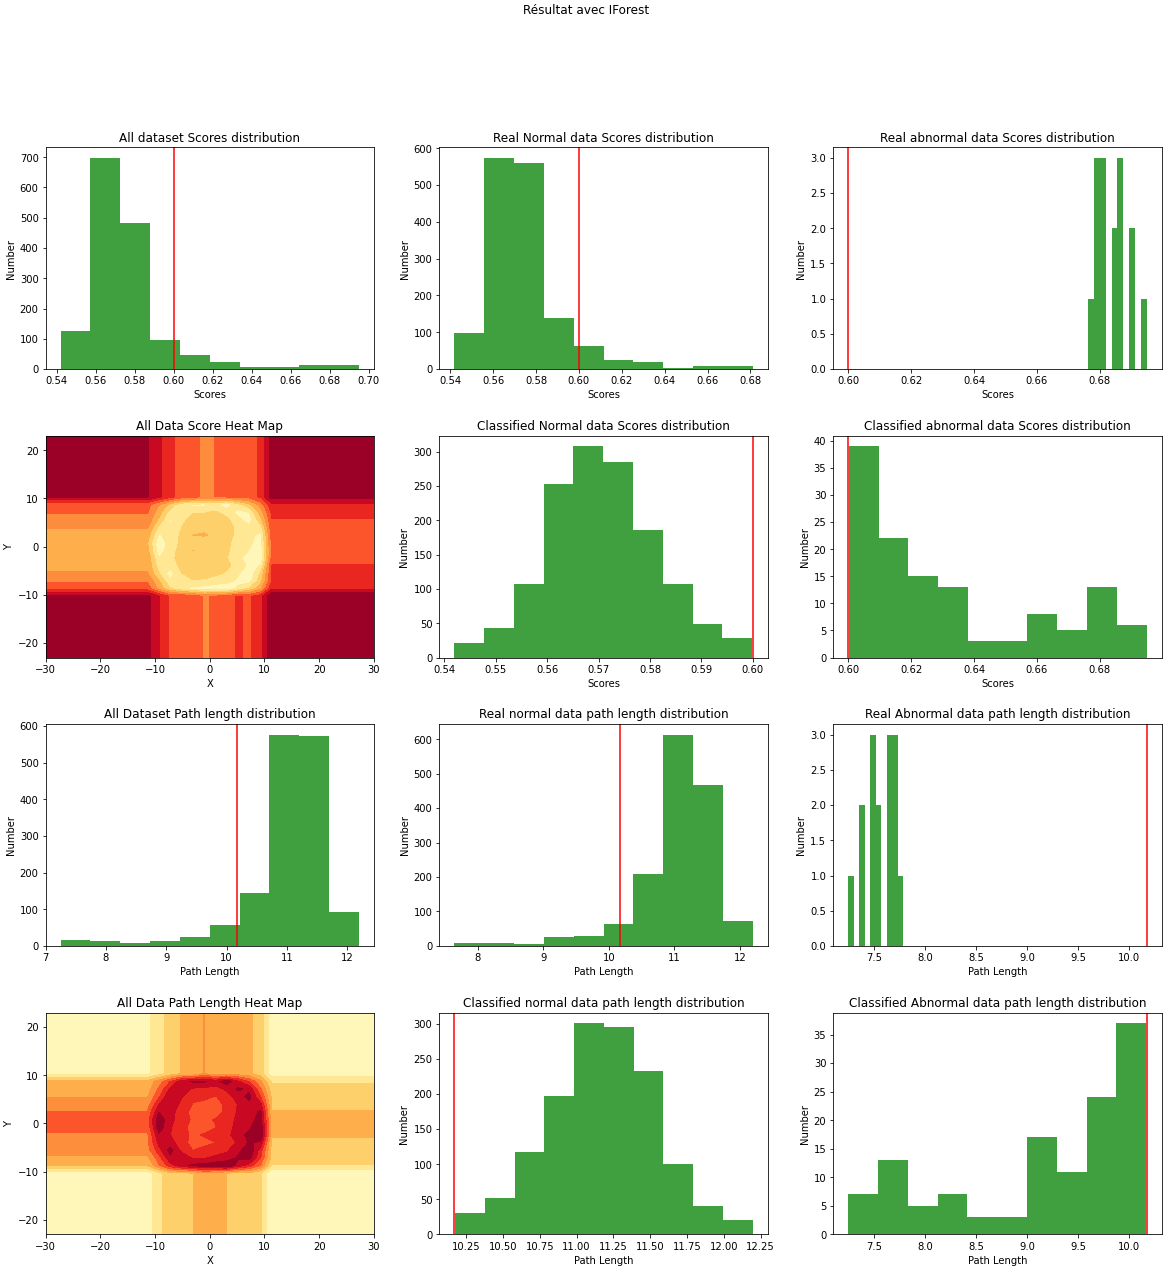 Résultat avec IForest
All dataset Scores distribution
Number
700
600
500
400
300
200
100
0
0.54 0.56 0.58 0.60 0.62 0.64 0.66 0.68 0.70
Scores
Real Normal data Scores distribution
Number
600
500
400
300
200
100
0
0.54 0.56 0.58 0.60 0.62 0.64 0.66 0.68
Scores
Real abnormal data Scores distribution
Number
3.0
2.5
2.0
1.5
1.0
0.5
0.0
0.60 0.62 0.64 0.66 0.68
Scores
All Data Score Heat Map
Y
20
10
0
−10
−20
−30 −20 −10 0 10 20 30
X
Classified Normal data Scores distribution
Number
300
250
200
150
100
50
0
0.54 0.55 0.56 0.57 0.58 0.59 0.60
Scores
Classified abnormal data Scores distribution
Number
40
35
30
25
20
15
10
5
0
0.60 0.62 0.64 0.66 0.68
Scores
All Dataset Path length distribution
Number
600
500
400
300
200
100
0
7 8 9 10 11 12
Path Length
Real normal data path length distribution
Number
600
500
400
300
200
100
0
8 9 10 11 12
Path Length
Real Abnormal data path length distribution
Number
3.0
2.5
2.0
1.5
1.0
0.5
0.0
7.5 8.0 8.5 9.0 9.5 10.0
Path Length
All Data Path Length Heat Map
Y
20
10
0
−10
−20
−30 −20 −10 0 10 20 30
X
Classified normal data path length distribution
Number
300
250
200
150
100
50
0
10.25 10.50 10.75 11.00 11.25 11.50 11.75 12.00 12.25
Path Length
Classified Abnormal data path length distribution
Number
35
30
25
20
15
10
5
0
7.5 8.0 8.5 9.0 9.5 10.0
Path Length